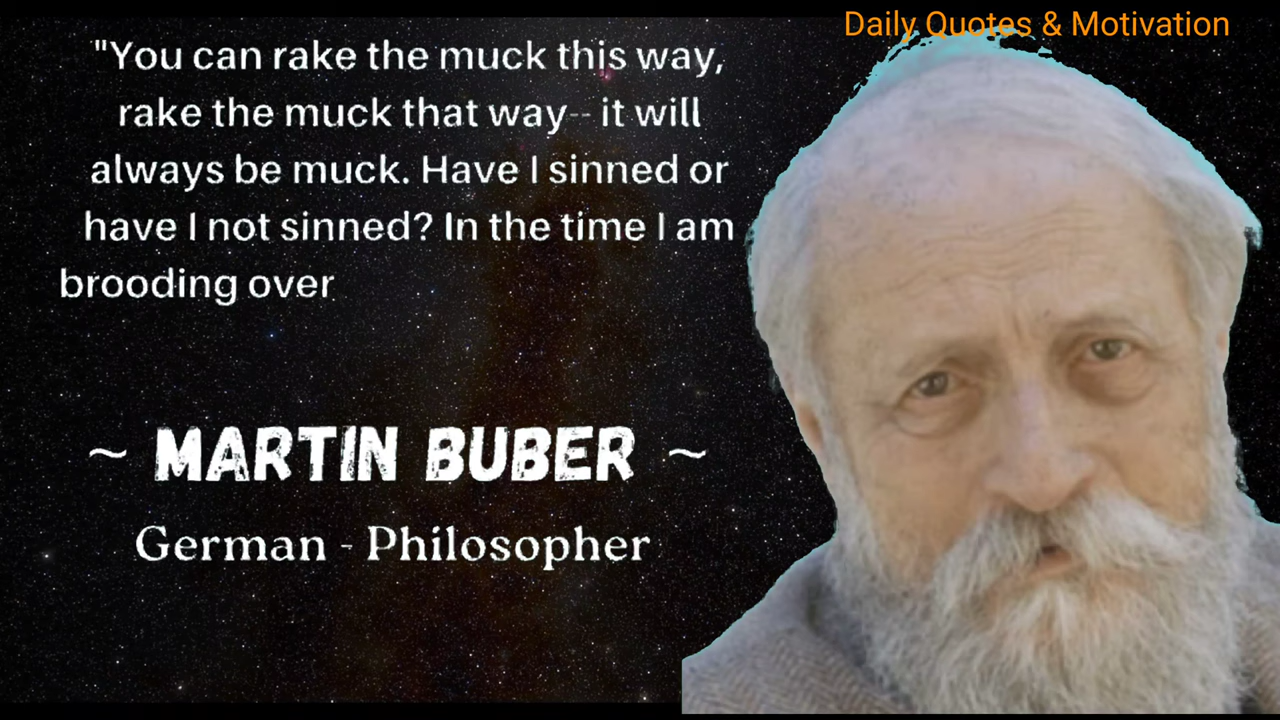 Daily Quotes & Motivation
"You can rake the muck this way,
rake the muck that way-- it will
always be muck. Have I sinned or
have I not sinned? In the time I am
brooding over
~ MARTIN BUBER ~
German - Philosopher